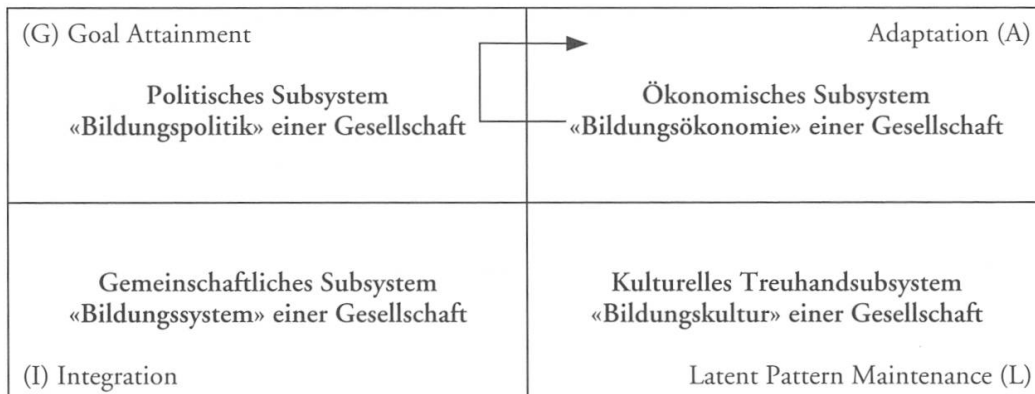 (G) Goal Attainment
Adaptation (A)
Politisches Subsystem
«Bildungspolitik» einer Gesellschaft
Ökonomisches Subsystem
«Bildungsökonomie» einer Gesellschaft
Gemeinschaftliches Subsystem
«Bildungssystem» einer Gesellschaft
Kulturelles Treuhandsubsystem
«Bildungskultur» einer Gesellschaft
(I) Integration
Latent Pattern Maintenance (L)